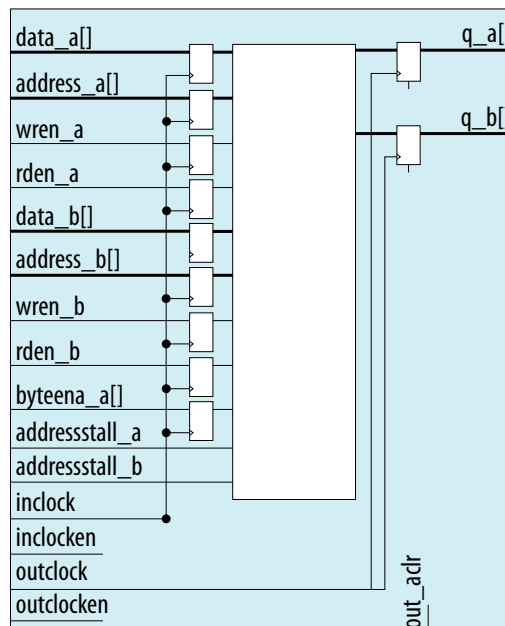 data_a[]
address_a[]
wren_a
rden_a
data_b[]
address_b[]
wren_b
rden_b
byteena_a[]
addressstall_a
addressstall_b
inclock
inclocken
outclock
outclocken
q_a[
q_b[
out_aclr